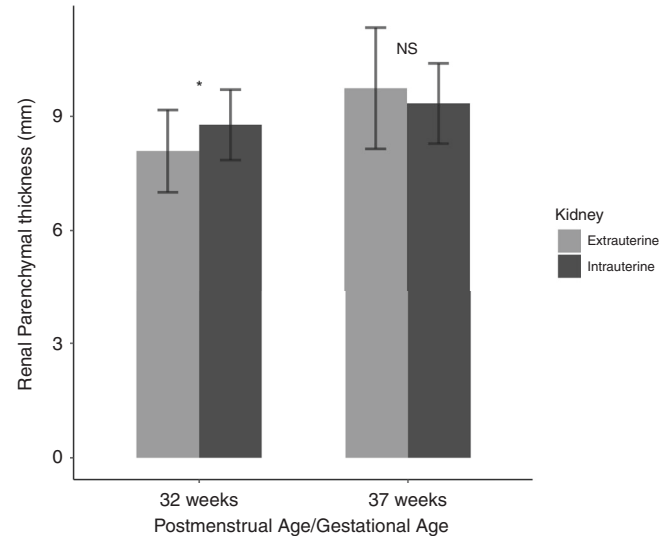 NS
*
9
6
3
0
Renal Parenchymal thickness (mm)
32 weeks
37 weeks
Postmenstrual Age/Gestational Age
Kidney
Extrauterine
Intrauterine